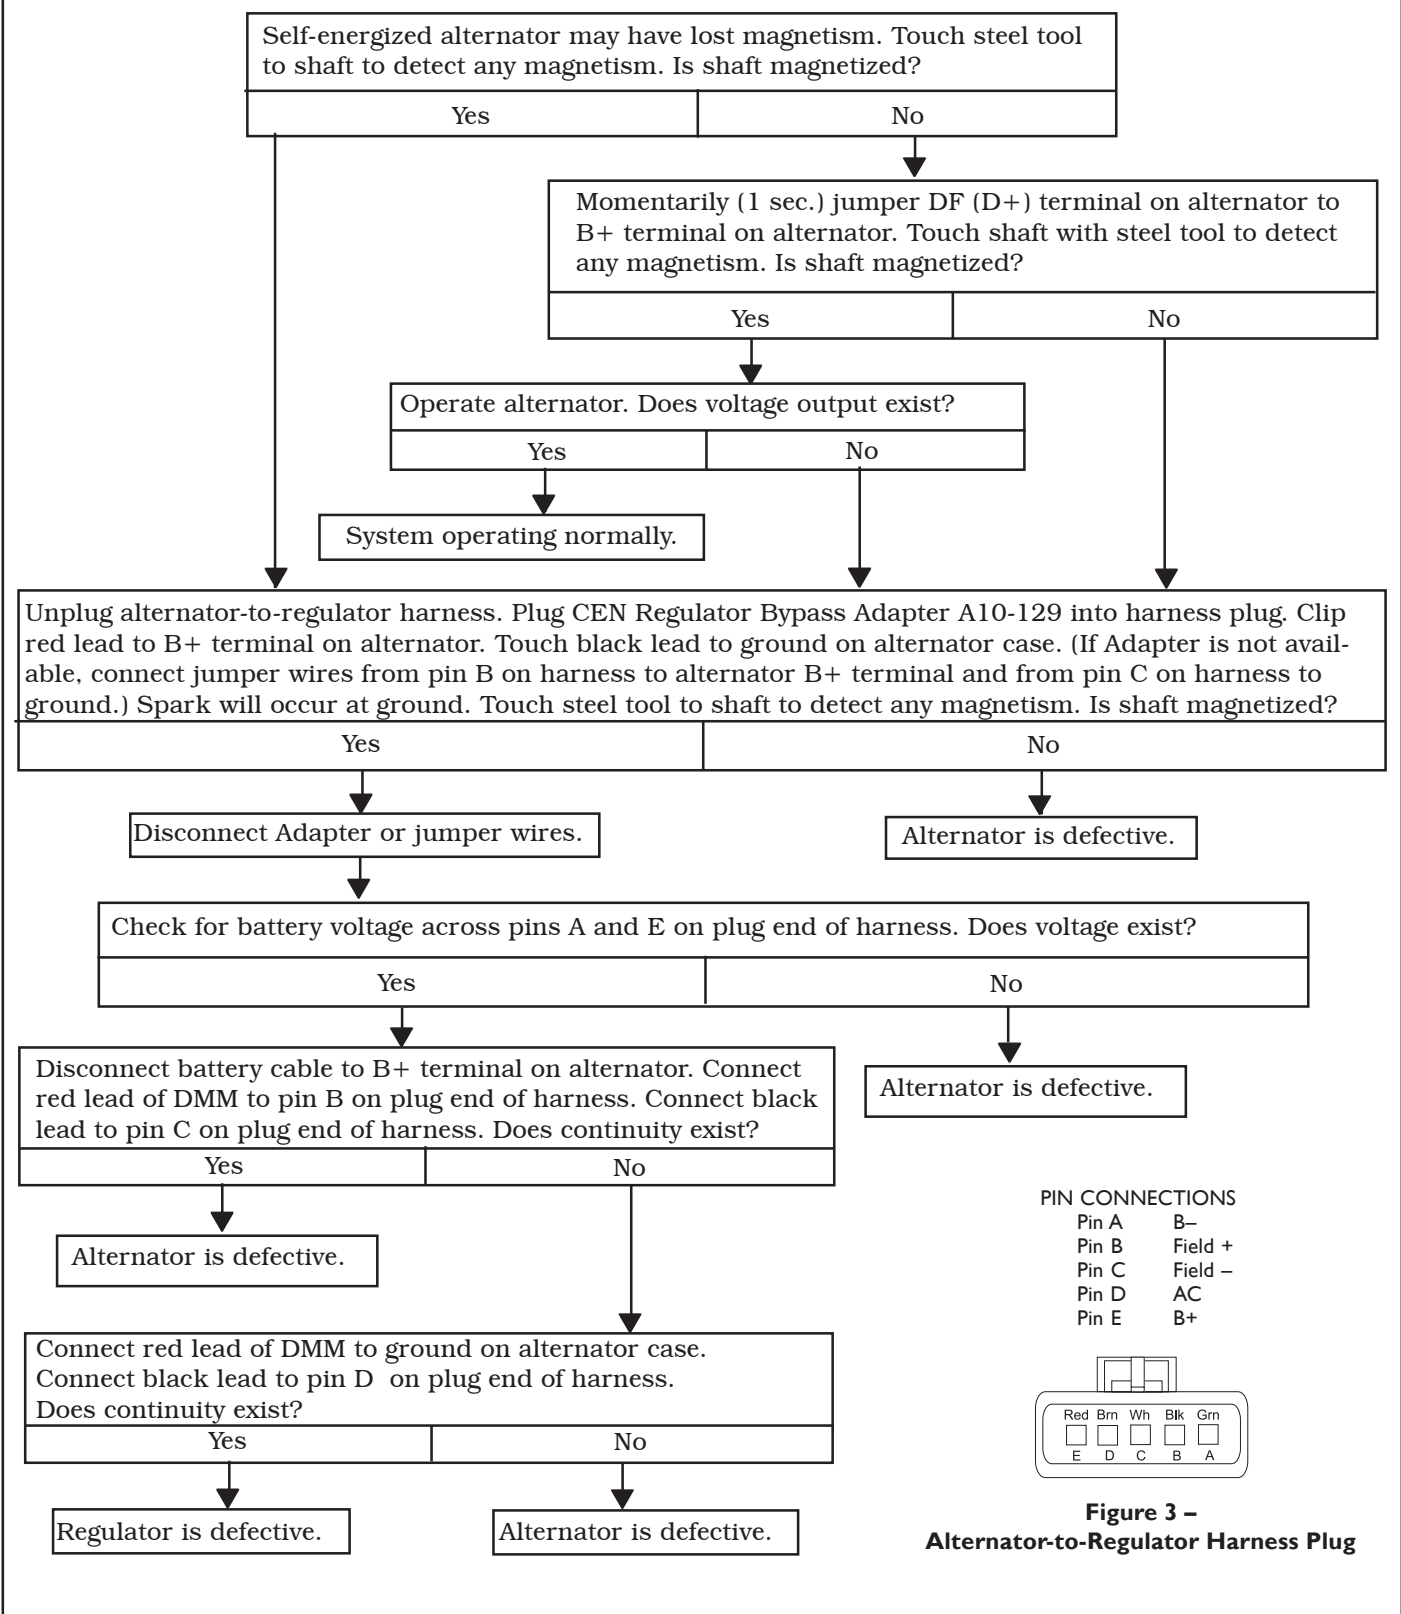 Self-energized alternator may have lost magnetism. Touch steel tool
to shaft to detect any magnetism. Is shaft magnetized?
Yes
No
Momentarily (1 sec.) jumper DF (D+) terminal on alternator to
B+ terminal on alternator. Touch shaft with steel tool to detect
any magnetism. Is shaft magnetized?
Yes
No
Operate alternator. Does voltage output exist?
Yes
No
System operating normally.
Unplug alternator-to-regulator harness. Plug CEN Regulator Bypass Adapter A10-129 into harness plug. Clip
red lead to B+ terminal on alternator. Touch black lead to ground on alternator case. (If Adapter is not avail-
able, connect jumper wires from pin B on harness to alternator B+ terminal and from pin C on harness to
ground.) Spark will occur at ground. Touch steel tool to shaft to detect any magnetism. Is shaft magnetized?
Yes
No
Disconnect Adapter or jumper wires.
Alternator is defective.
Check for battery voltage across pins A and E on plug end of harness. Does voltage exist?
Yes
No
Disconnect battery cable to B+ terminal on alternator. Connect
red lead of DMM to pin B on plug end of harness. Connect black
lead to pin C on plug end of harness. Does continuity exist?
Yes
No
Alternator is defective.
Alternator is defective.
Connect red lead of DMM to ground on alternator case.
Connect black lead to pin D on plug end of harness.
Does continuity exist?
Yes
No
Regulator is defective.
Alternator is defective.
PIN CONNECTIONS
Pin A B–
Pin B Field +
Pin C Field –
Pin D AC
Pin E B+
Red Brn Wh Blk Grn
E D C B A
Figure 3 –
Alternator-to-Regulator Harness Plug